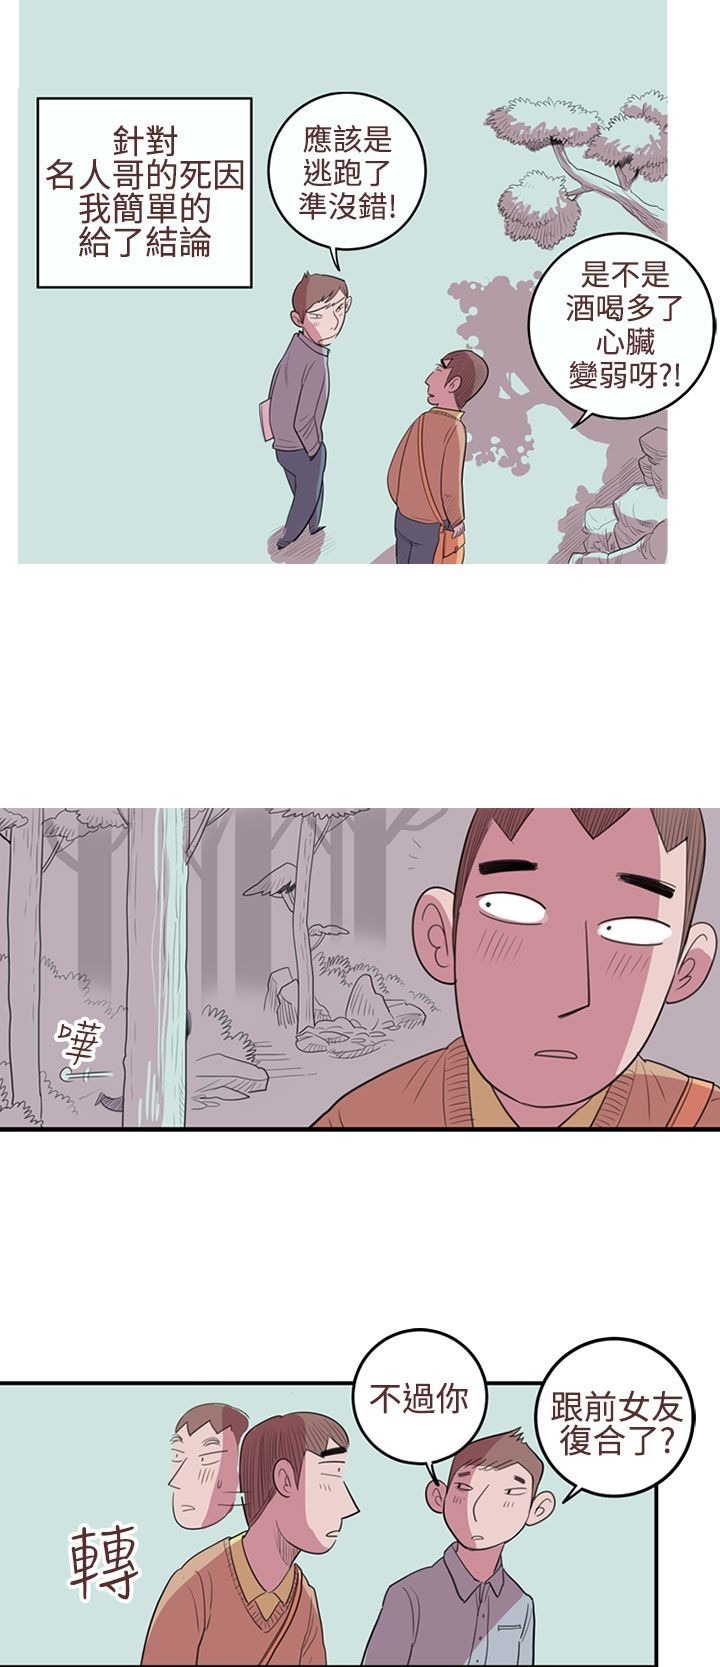 針對
名人哥的死因
我簡單的
給了結論
應該是
逃跑了
準沒錯!
是不是
酒喝多了
心臟
變弱呀?!
嘩
不過你
跟前女友
復合了?
轉